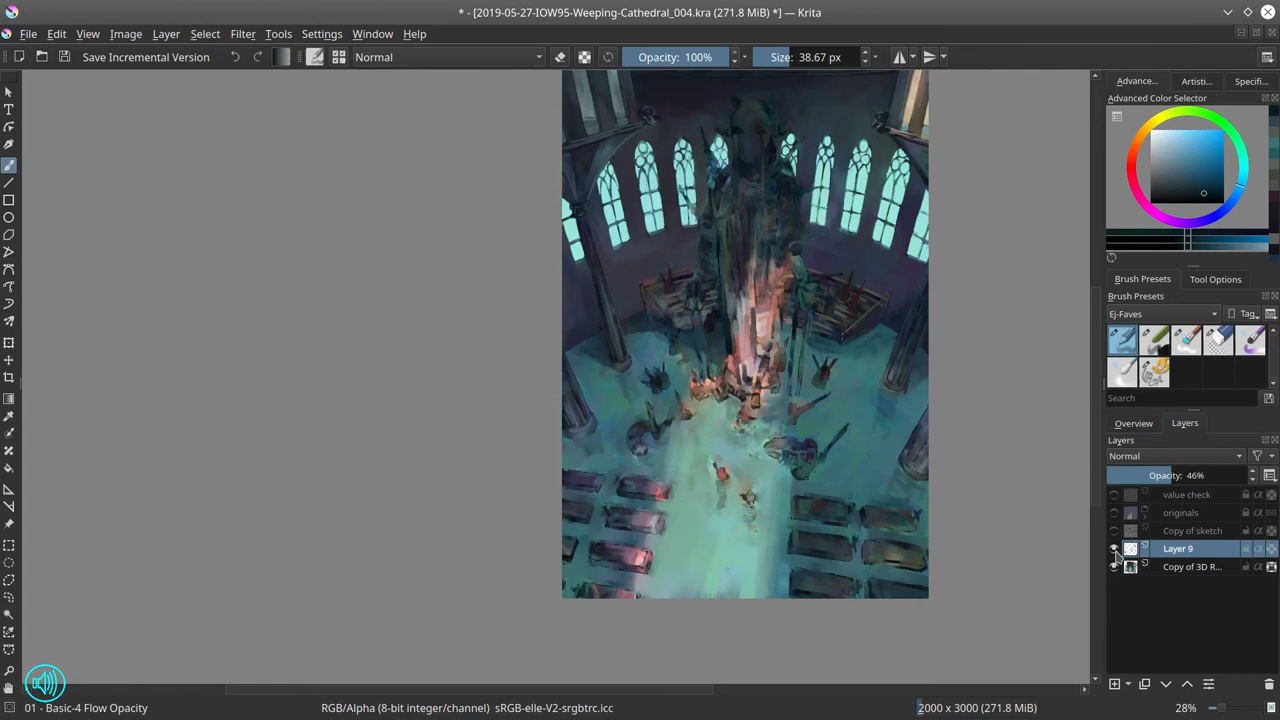 * - [2019-05-27-IOW95-Weeping-Cathedral_004.kra (271.8 MiB) *] — Krita
File Edit View Image Layer Select Filter Tools Settings Window Help
Save Incremental Version Normal Opacity: 100% Size: 38.67 px
Advance... Artisti... Specifi...
Advanced Color Selector
Brush Presets Tool Options
Brush Presets
Ej-Faves Tag
Search
Overview Layers
Layers
Normal
Opacity: 46%
value check
originals
Copy of sketch
Layer 9
Copy of 3D R...
01 - Basic-4 Flow Opacity RGB/Alpha (8-bit integer/channel) sRGB-elle-V2-srgbtrc.icc 2000 x 3000 (271.8 MiB) 28%